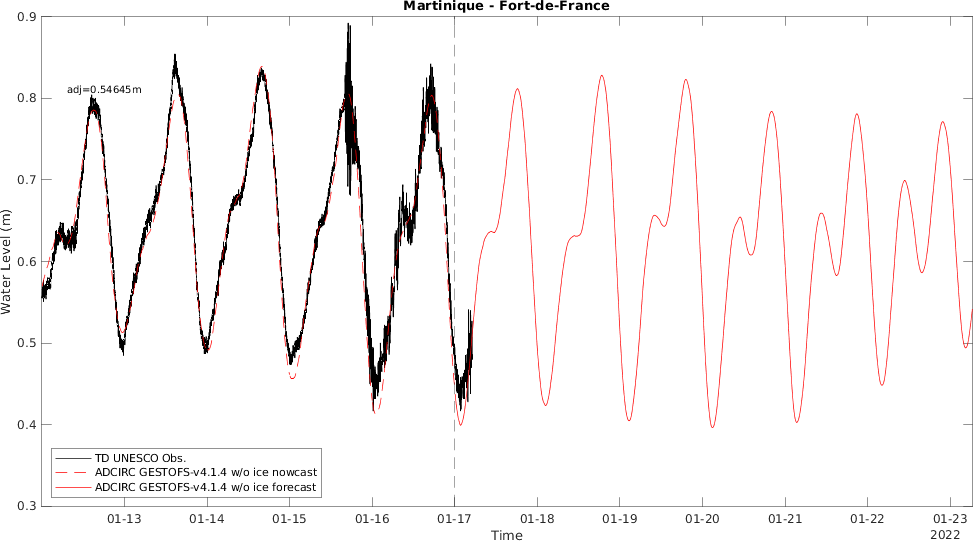 Martinique - Fort-de-France
0.9
adj=0.54645m
0.8
0.7
0.6
Water Level (m)
0.5
0.4
TD UNESCO Obs.
ADCIRC GESTOFS-v4.1.4 w/o ice nowcast
ADCIRC GESTOFS-v4.1.4 w/o ice forecast
0.3
01-13 01-14 01-15 01-16 01-17 01-18 01-19 01-20 01-21 01-22 01-23
Time 2022